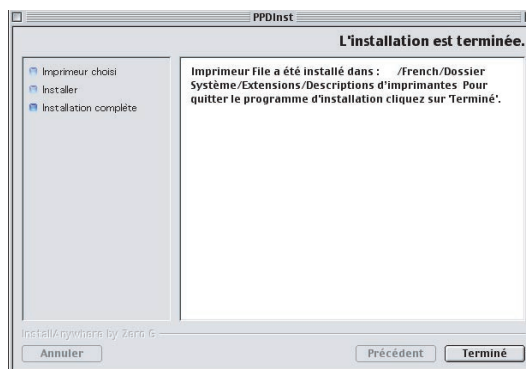 PPDInst
L'installation est terminée.
Imprimeur choisi
Installer
Installation complète
Imprimeur File a été installé dans : /French/Dossier
Système/Extensions/Descriptions d'imprimantes Pour
quitter le programme d'installation cliquez sur 'Terminé'.
InstallAnywhere by Zero G
Annuler
Précédent
Terminé